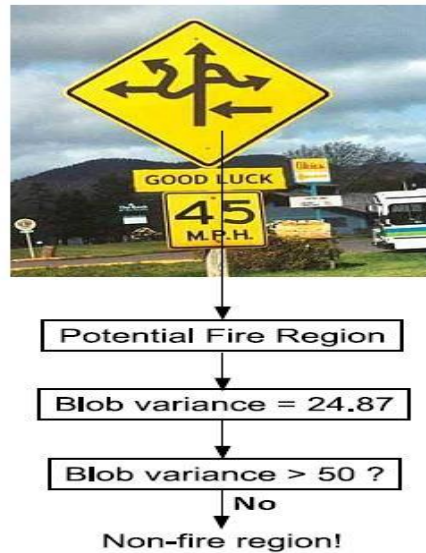 GOOD LUCK
45
M.P.H.
Potential Fire Region
Blob variance = 24.87
Blob variance > 50 ?
No
Non-fire region!